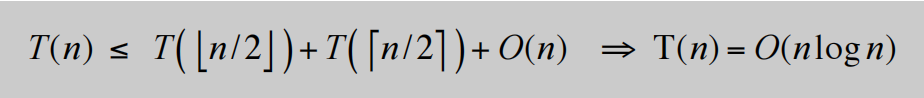 T(n) ≤ T(⌊n/2⌋) + T(⌈n/2⌉) + O(n) ⇒ T(n) = O(n log n)